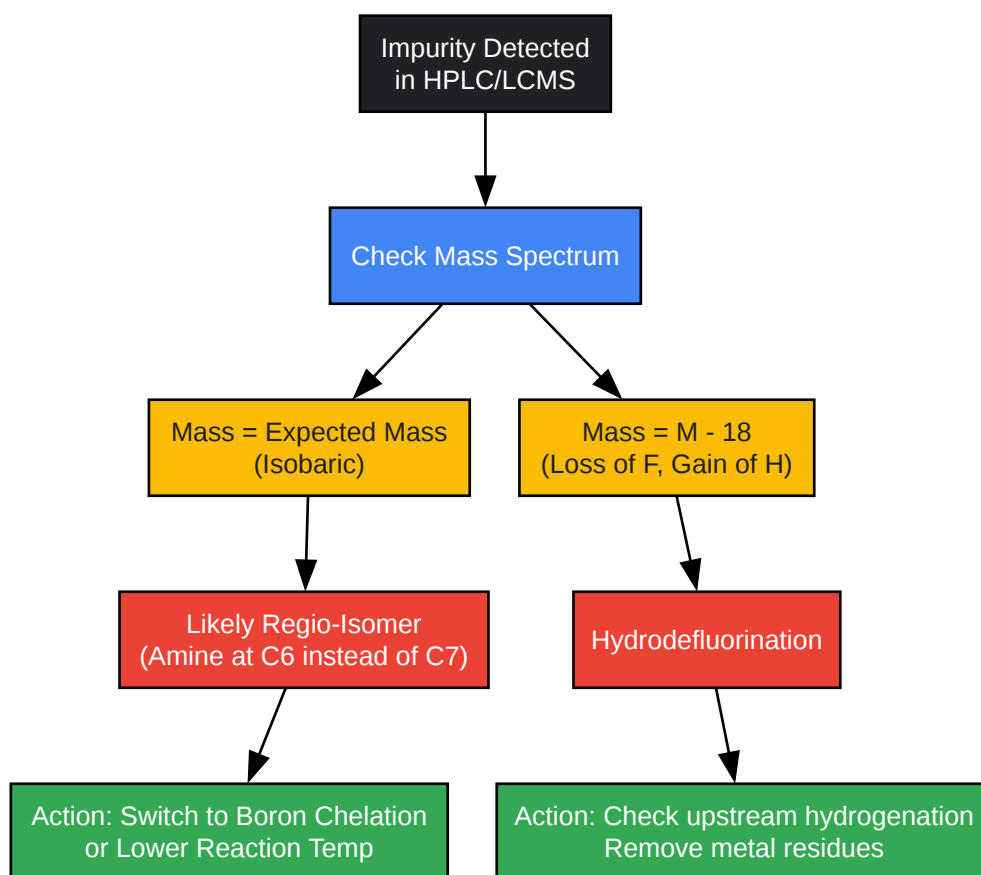 Impurity Detected
in HPLC/LCMS
Check Mass Spectrum
Mass = Expected Mass
(Isobaric)
Mass = M - 18
(Loss of F, Gain of H)
Likely Regio-Isomer
(Amine at C6 instead of C7)
Hydrodefluorination
Action: Switch to Boron Chelation
or Lower Reaction Temp
Action: Check upstream hydrogenation
Remove metal residues